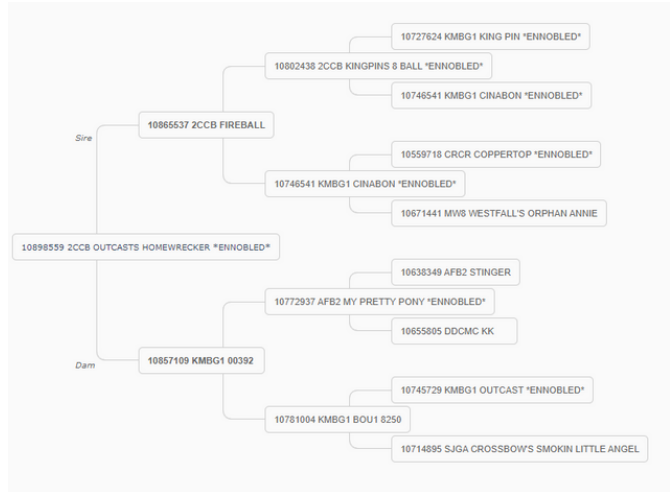 10727624 KMBG1 KING PIN *ENNOBLED*
10802438 2CCB KINGPINS 8 BALL *ENNOBLED*
10746541 KMBG1 CINABON *ENNOBLED*
10865537 2CCB FIREBALL
Sire
10559718 CRCR COPPERTOP *ENNOBLED*
10746541 KMBG1 CINABON *ENNOBLED*
10671441 MW8 WESTFALL'S ORPHAN ANNIE
10898559 2CCB OUTCASTS HOMEWRECKER *ENNOBLED*
10638349 AFB2 STINGER
10772937 AFB2 MY PRETTY PONY *ENNOBLED*
10655805 DDCMC KK
10857109 KMBG1 00392
Dam
10745729 KMBG1 OUTCAST *ENNOBLED*
10781004 KMBG1 BOU1 8250
10714895 SJGA CROSSBOW'S SMOKIN LITTLE ANGEL